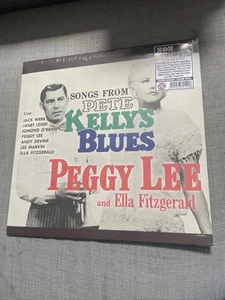 SONGS FROM
PETE
KELLY'S
BLUES
Cast:
JACK WEBB
JANET LEIGH
EDMOND O'BRIEN
PEGGY LEE
ANDY DEVINE
LEE MARVIN
ELLA FITZGERALD
PEGGY LEE
and Ella Fitzgerald